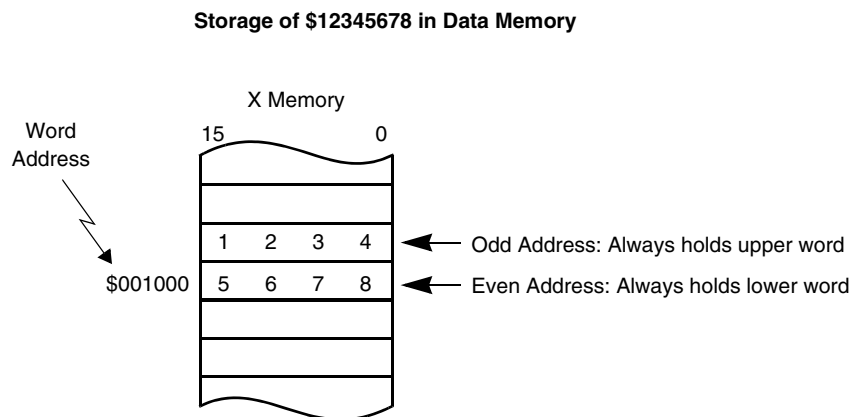 Storage of $12345678 in Data Memory
X Memory
15 0
Word
Address
1 2 3 4
Odd Address: Always holds upper word
$001000
5 6 7 8
Even Address: Always holds lower word